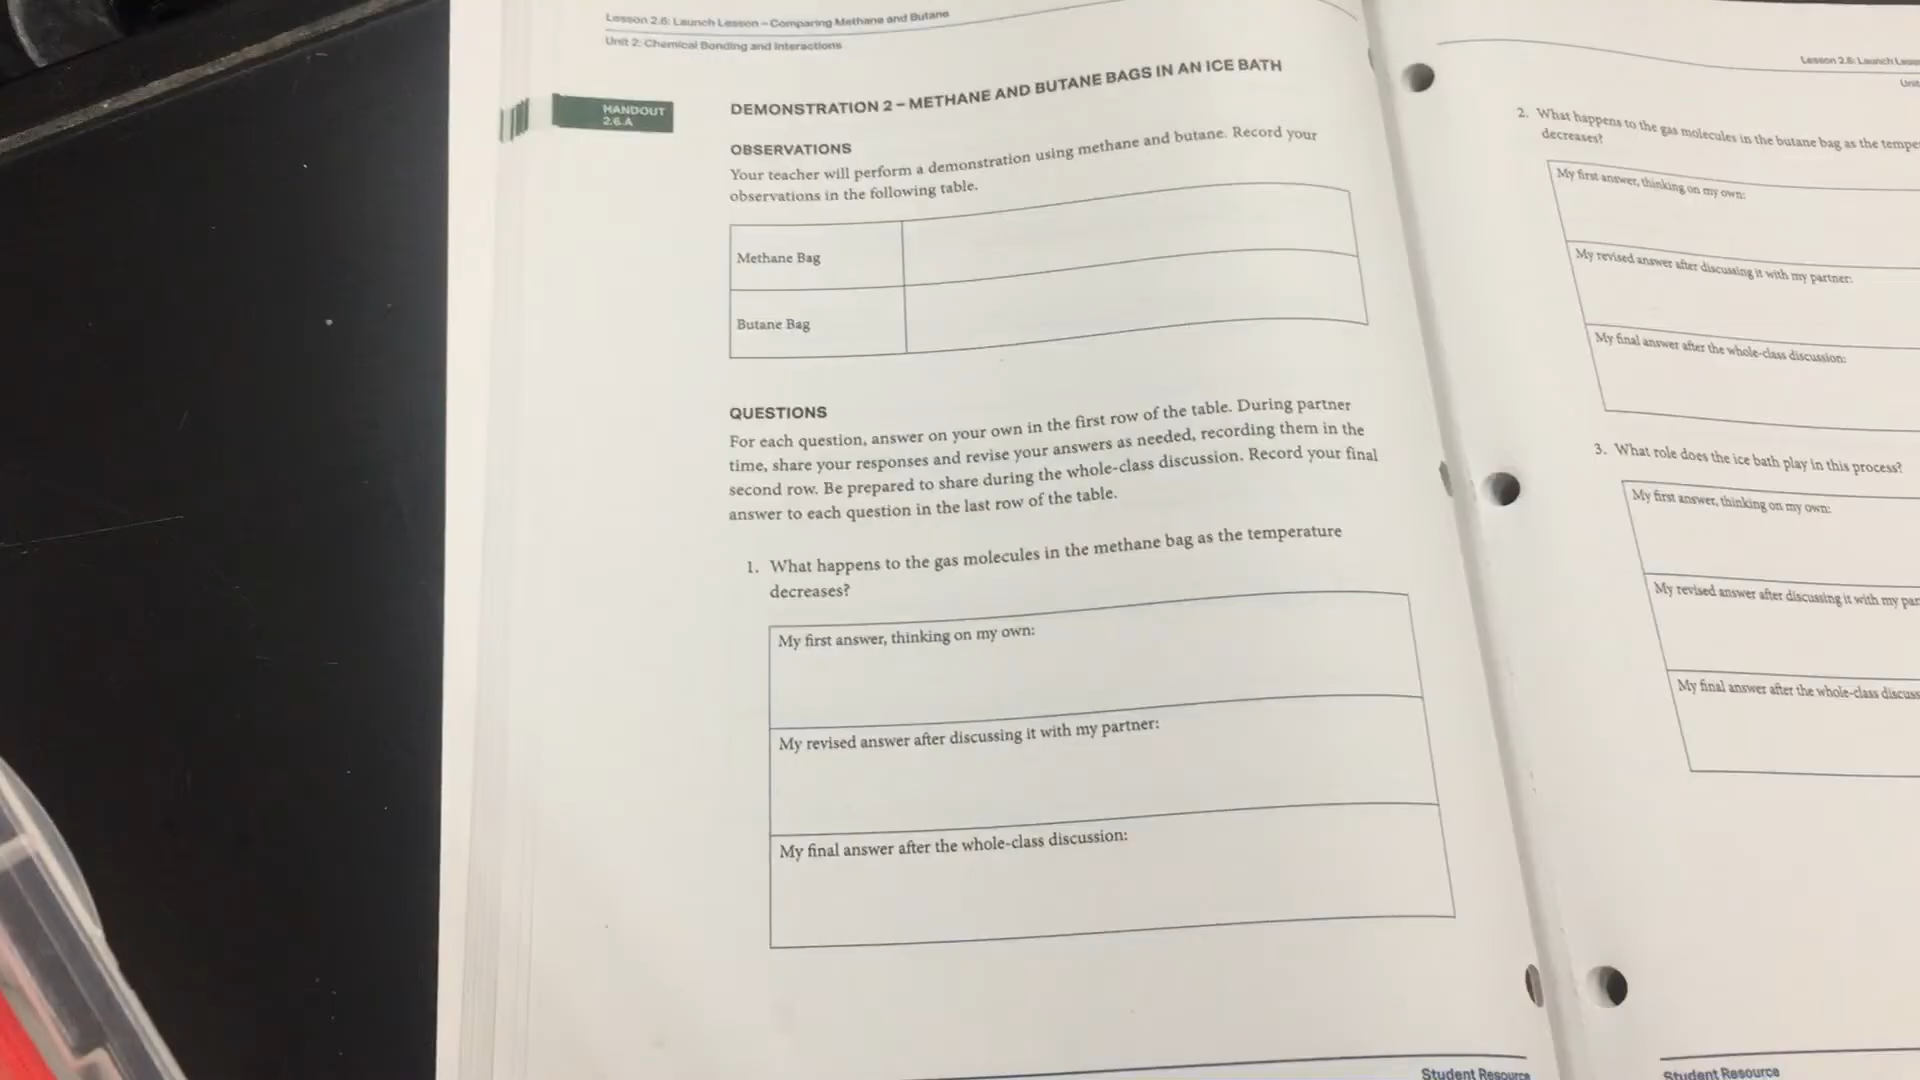 Lesson 2.6: Launch Lesson – Comparing Methane and Butane
Unit 2: Chemical Bonding and Interactions
HANDOUT
2.6.A
DEMONSTRATION 2 – METHANE AND BUTANE BAGS IN AN ICE BATH
OBSERVATIONS
Your teacher will perform a demonstration using methane and butane. Record your
observations in the following table.
Methane Bag
Butane Bag
QUESTIONS
For each question, answer on your own in the first row of the table. During partner
time, share your responses and revise your answers as needed, recording them in the
second row. Be prepared to share during the whole-class discussion. Record your final
answer to each question in the last row of the table.
1. What happens to the gas molecules in the methane bag as the temperature
decreases?
My first answer, thinking on my own:
My revised answer after discussing it with my partner:
My final answer after the whole-class discussion:
Student Resource
Lesson 2.6: Launch
Unit
2. What happens to the gas molecules in the butane bag as the
decreases?
My first answer, thinking on my own:
My revised answer after discussing it with my partner:
My final answer after the whole-class discussion:
3. What role does the ice bath play in this process?
My first answer, thinking on my own:
My revised answer after discussing it with my
My final answer after the whole-class
Student Resource